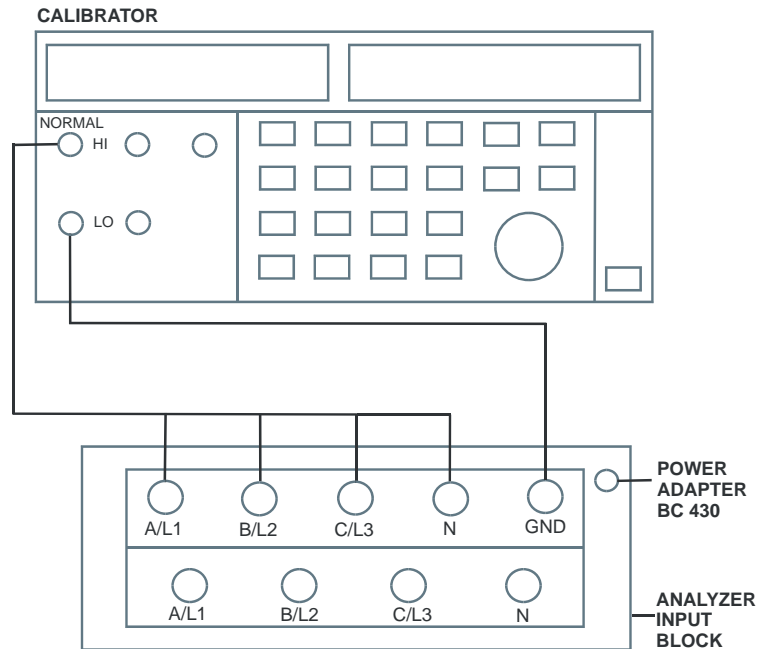 CALIBRATOR
NORMAL
HI
LO
POWER
ADAPTER
BC 430
A/L1 B/L2 C/L3 N GND
A/L1 B/L2 C/L3 N
ANALYZER
INPUT
BLOCK